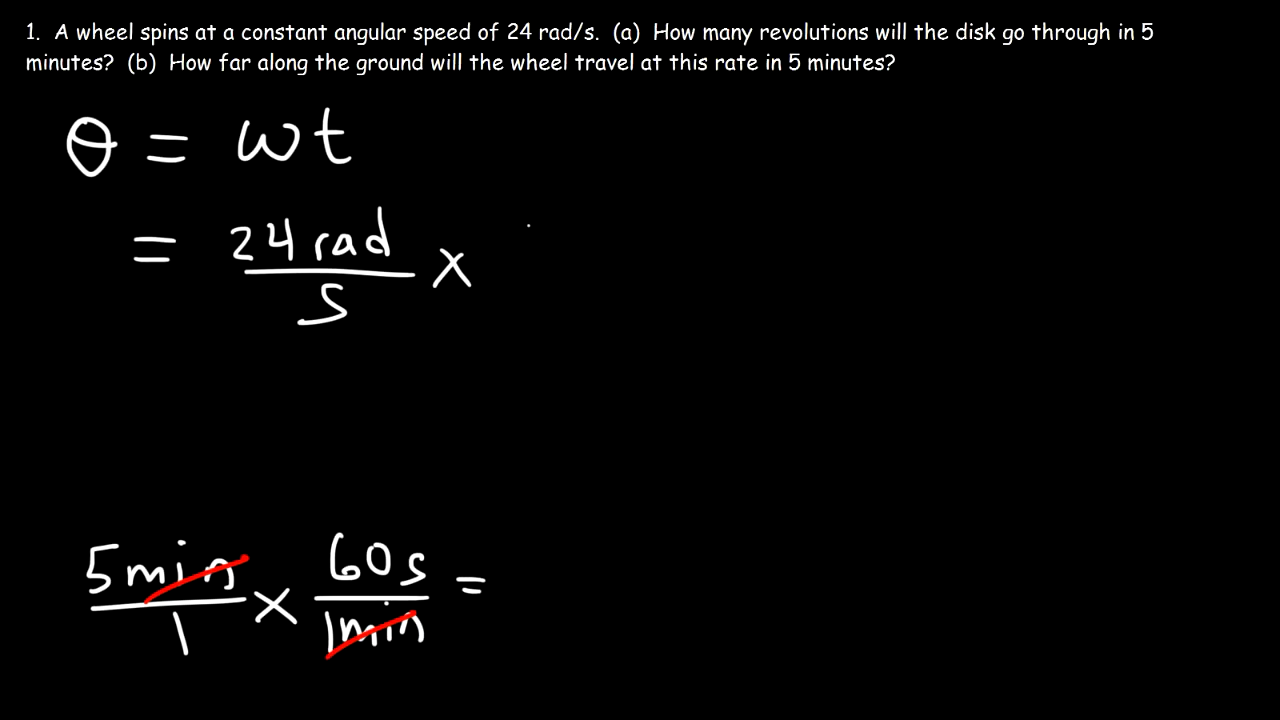 1. A wheel spins at a constant angular speed of 24 rad/s. (a) How many revolutions will the disk go through in 5
minutes? (b) How far along the ground will the wheel travel at this rate in 5 minutes?
θ = ωt
= 24 rad / s ×
5 min / 1 × 60 s / 1 min =